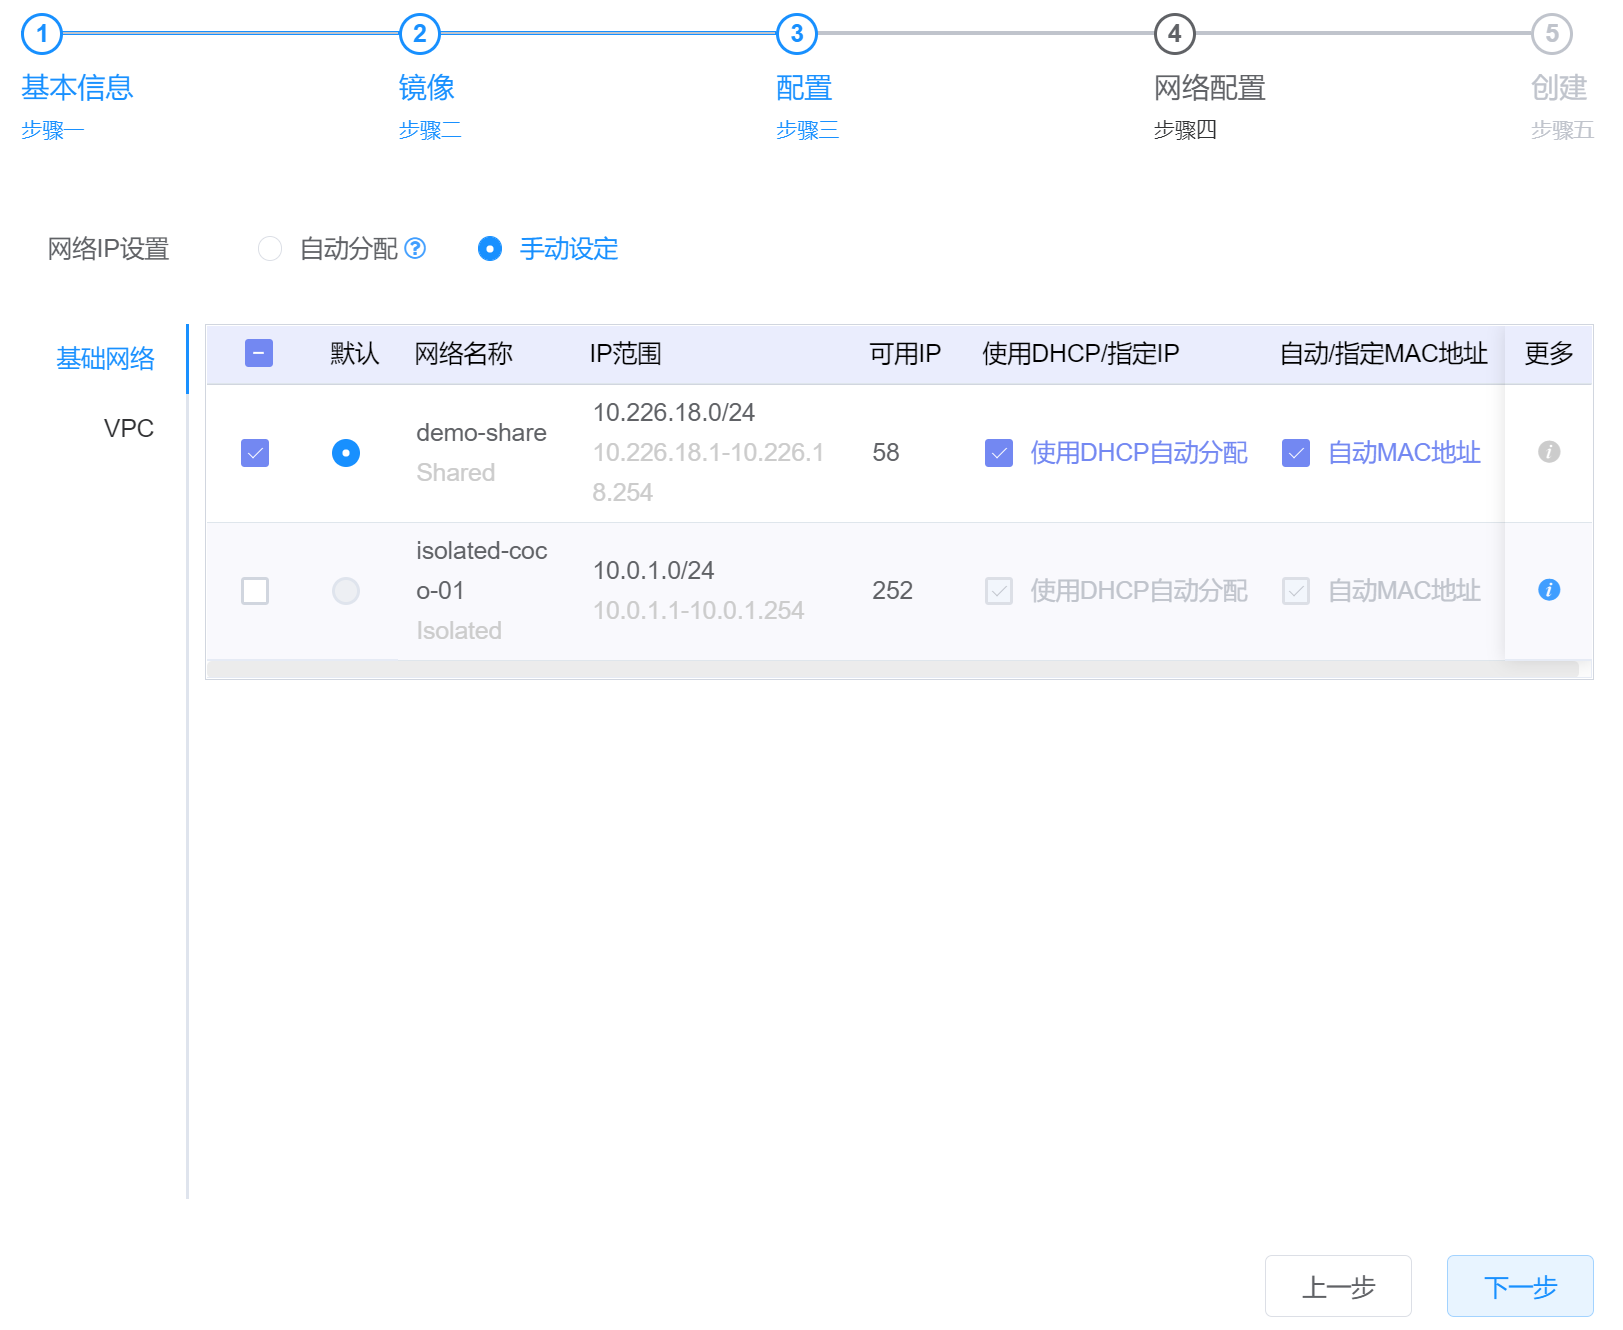 1 2 3 4 5
基本信息 镜像 配置 网络配置 创建
步骤一 步骤二 步骤三 步骤四 步骤五
网络IP设置 自动分配 ? 手动设定
基础网络
VPC
默认 网络名称 IP范围 可用IP 使用DHCP/指定IP 自动/指定MAC地址 更多
demo-share
Shared
10.226.18.0/24
10.226.18.1-10.226.1
8.254
58
使用DHCP自动分配
自动MAC地址
i
isolated-coc
o-01
Isolated
10.0.1.0/24
10.0.1.1-10.0.1.254
252
使用DHCP自动分配
自动MAC地址
i
上一步 下一步